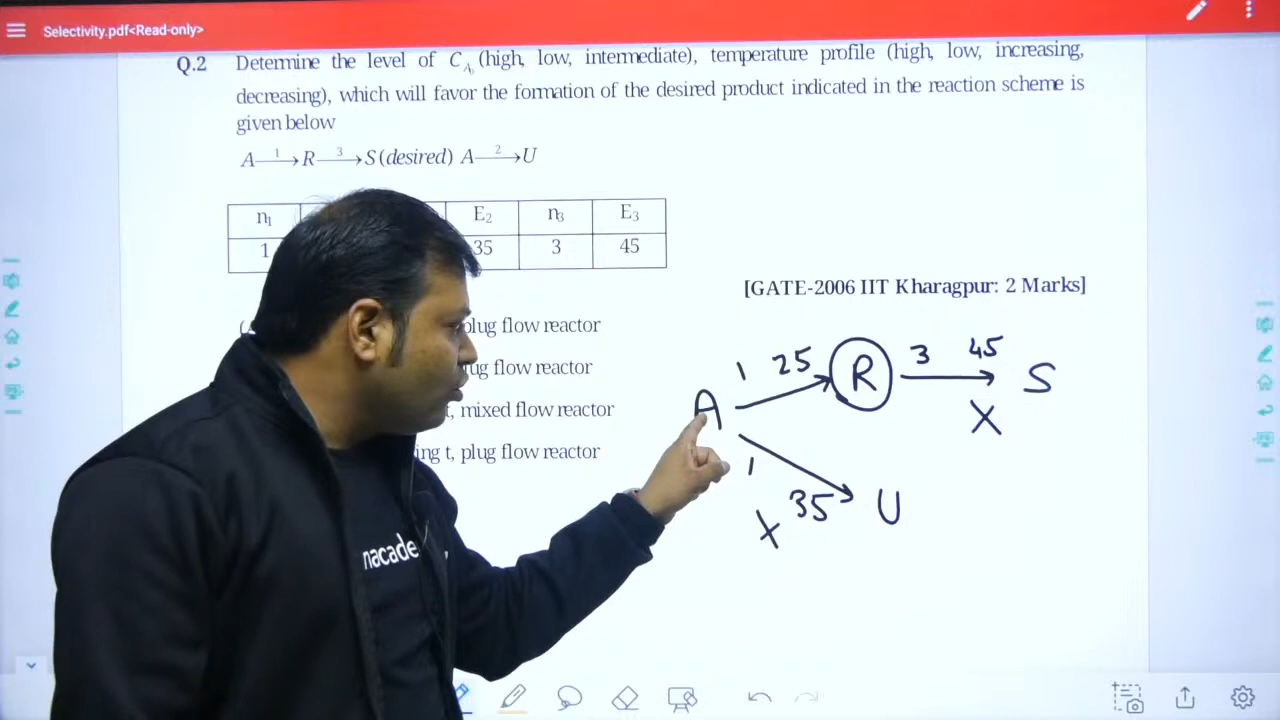 Selectivity.pdf<Read-only>
Q.2 Determine the level of C_A₀ (high, low, intermediate), temperature profile (high, low, increasing,
decreasing), which will favor the formation of the desired product indicated in the reaction scheme is
given below
A —1→ R —3→ S (desired) A —2→ U
n₁ E₂ n₃ E₃
1 35 3 45
[GATE-2006 IIT Kharagpur: 2 Marks]
plug flow reactor
flow reactor
t, mixed flow reactor
t, plug flow reactor
A 1 25 R 3 45 S
X
1 35 U
X